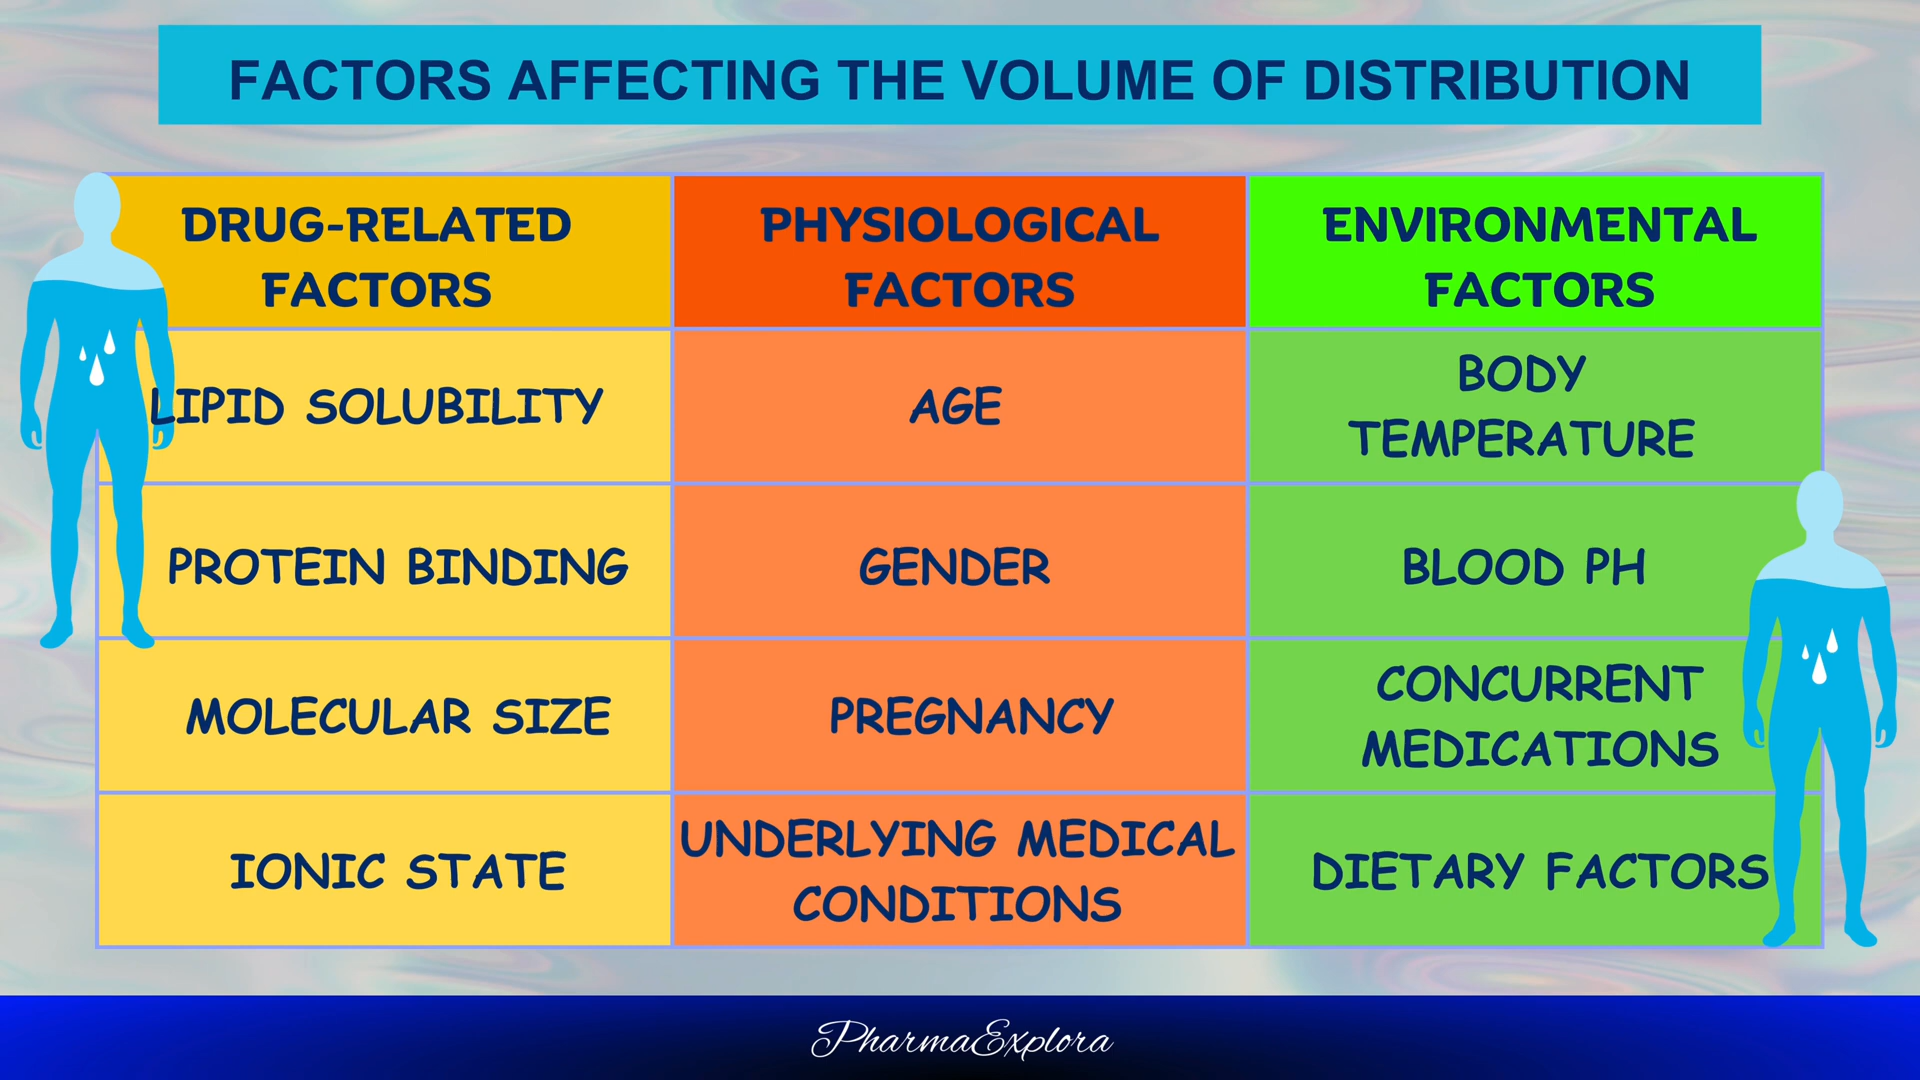 FACTORS AFFECTING THE VOLUME OF DISTRIBUTION
DRUG-RELATED
FACTORS
PHYSIOLOGICAL
FACTORS
ENVIRONMENTAL
FACTORS
LIPID SOLUBILITY
AGE
BODY
TEMPERATURE
PROTEIN BINDING
GENDER
BLOOD PH
MOLECULAR SIZE
PREGNANCY
CONCURRENT
MEDICATIONS
IONIC STATE
UNDERLYING MEDICAL
CONDITIONS
DIETARY FACTORS
PharmaExplora